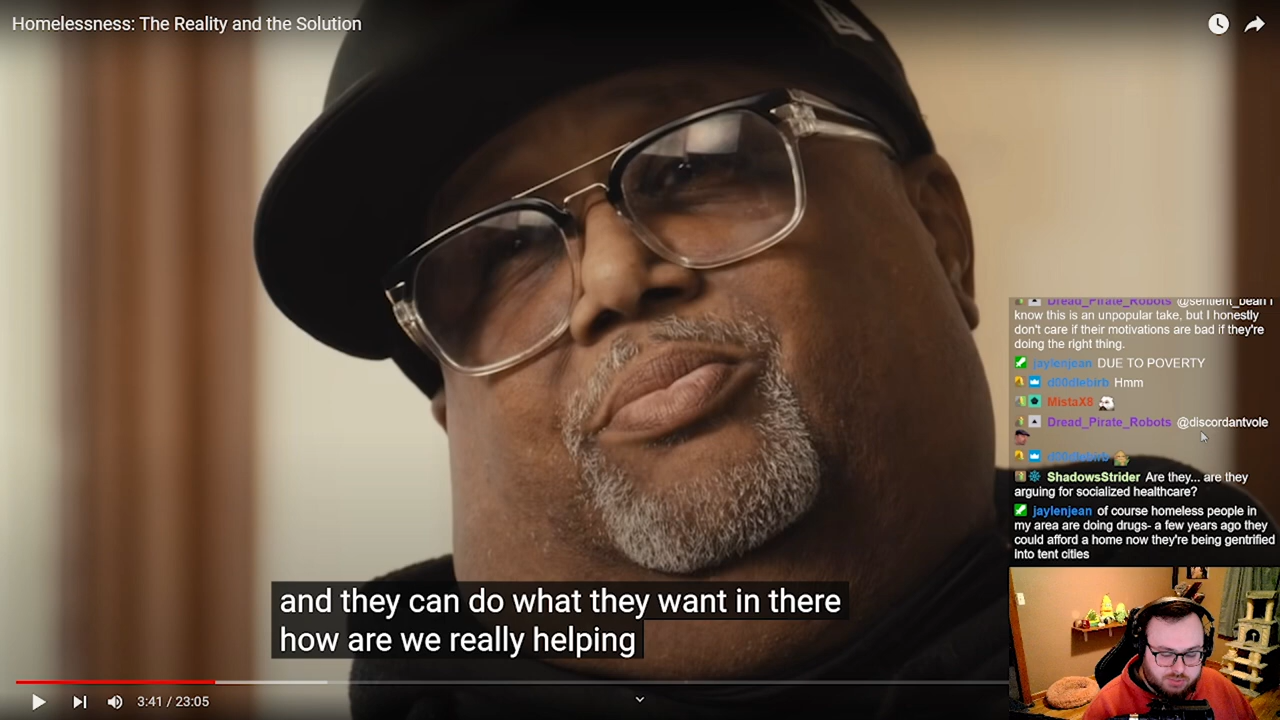 Homelessness: The Reality and the Solution
Dread_Pirate_Robots @sentient_bean I
know this is an unpopular take, but I honestly
don't care if their motivations are bad if they're
doing the right thing.
jaylenjean DUE TO POVERTY
d00dlebirb Hmm
MistaX8
Dread_Pirate_Robots @discordantvole
d00dlebirb
ShadowsStrider Are they... are they
arguing for socialized healthcare?
jaylenjean of course homeless people in
my area are doing drugs- a few years ago they
could afford a home now they're being gentrified
into tent cities
and they can do what they want in there
how are we really helping
3:41 / 23:05